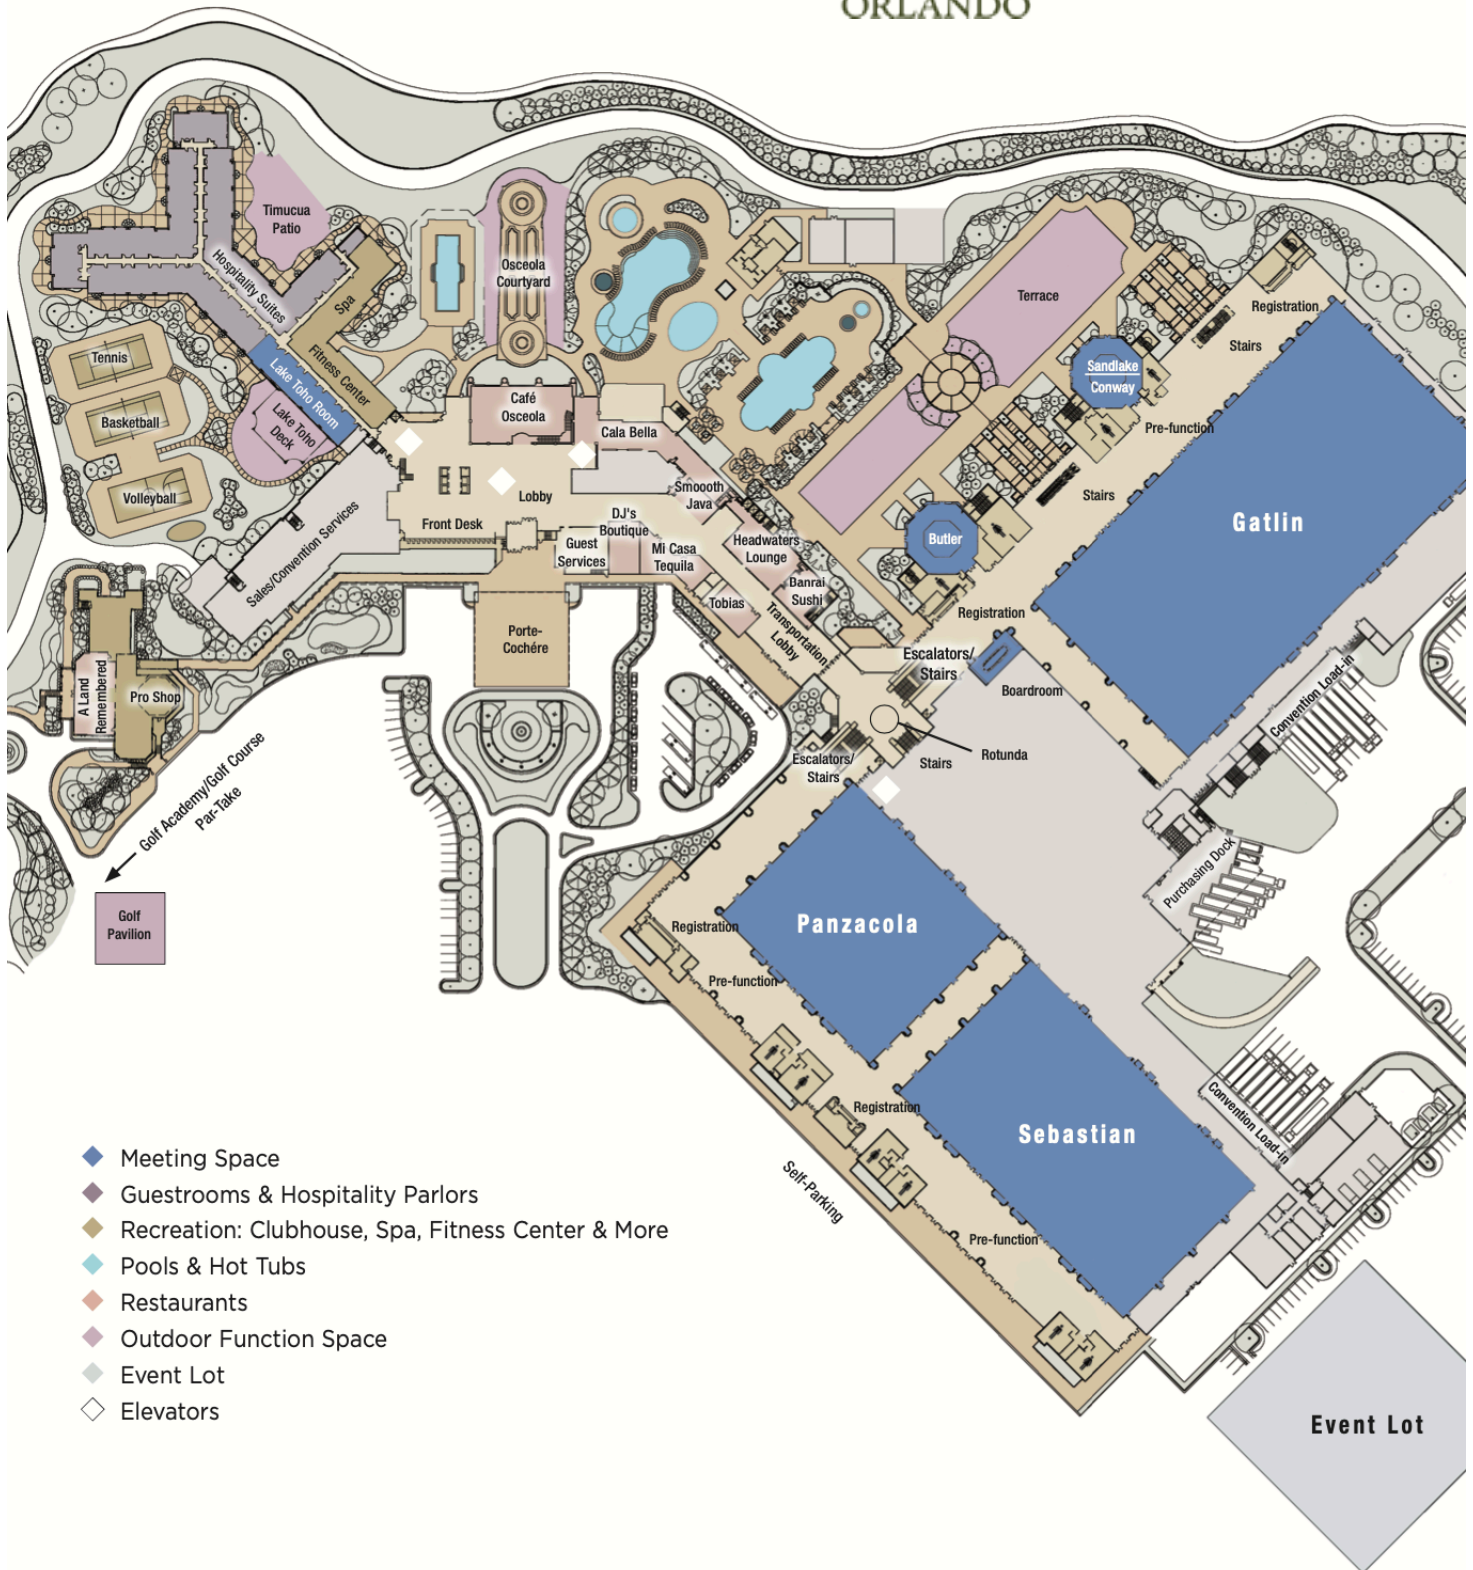 ORLANDO
Timucua
Patio
Hospitality Suites
Spa
Fitness Center
Lake Toho Room
Lake Toho
Deck
Tennis
Basketball
Volleyball
Osceola
Courtyard
Café
Osceola
Cala Bella
Smoooth
Java
Lobby
Front Desk
DJ's
Boutique
Guest
Services
Mi Casa
Tequila
Headwaters
Lounge
Banrai
Sushi
Tobias
Transportation
Lobby
Sales/Convention Services
Porte-
Cochére
A Land
Remembered
Pro Shop
Golf Academy/Golf Course
Par-Take
Golf
Pavilion
Terrace
Sandlake
Conway
Butler
Registration
Stairs
Pre-function
Stairs
Gatlin
Registration
Escalators/
Stairs
Boardroom
Rotunda
Stairs
Escalators/
Stairs
Convention Load-in
Purchasing Dock
Panzacola
Registration
Pre-function
Registration
Sebastian
Convention Load-in
Self-Parking
Pre-function
Event Lot
Meeting Space
Guestrooms & Hospitality Parlors
Recreation: Clubhouse, Spa, Fitness Center & More
Pools & Hot Tubs
Restaurants
Outdoor Function Space
Event Lot
Elevators